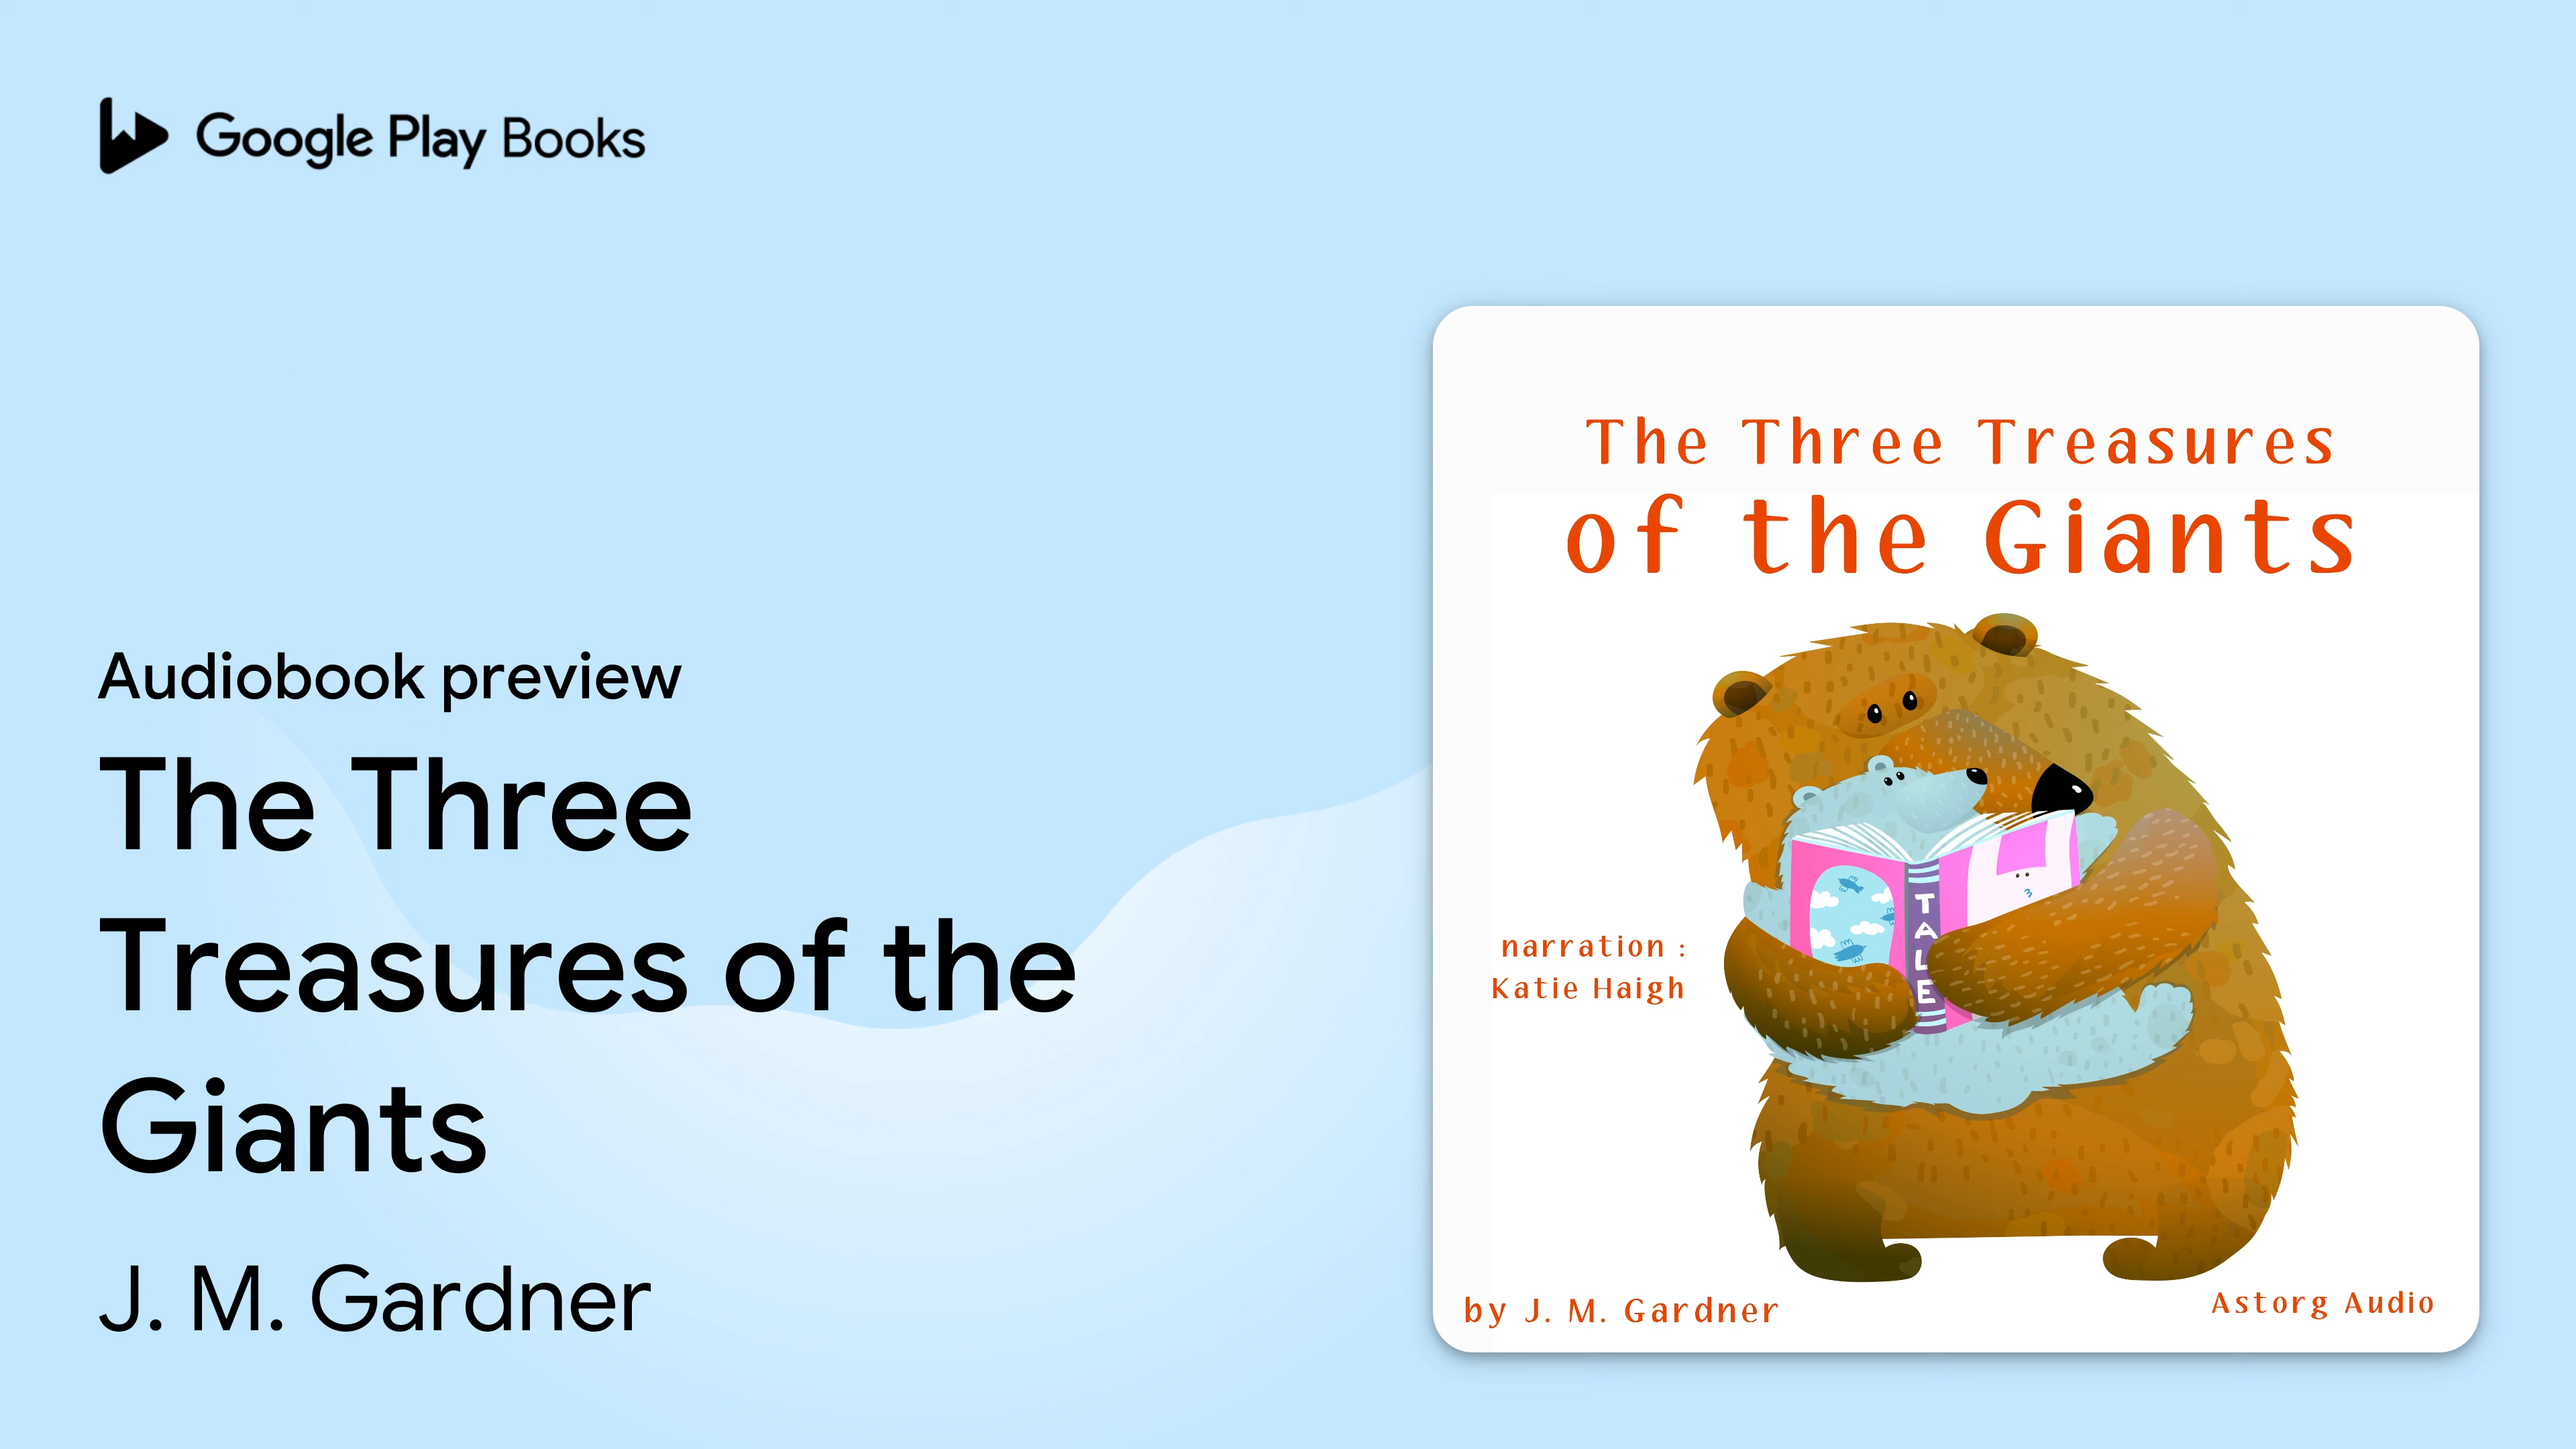 Google Play Books
Audiobook preview
The Three
Treasures of the
Giants
J. M. Gardner
The Three Treasures
of the Giants
narration :
Katie Haigh
TALE
by J. M. Gardner
Astorg Audio